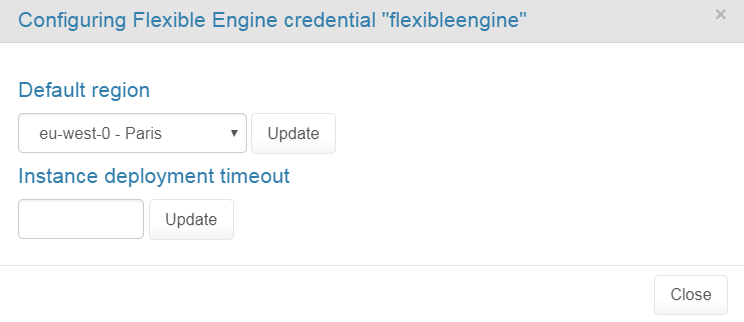 Configuring Flexible Engine credential "flexibleengine"
×
Default region
eu-west-0 - Paris
Update
Instance deployment timeout
Update
Close